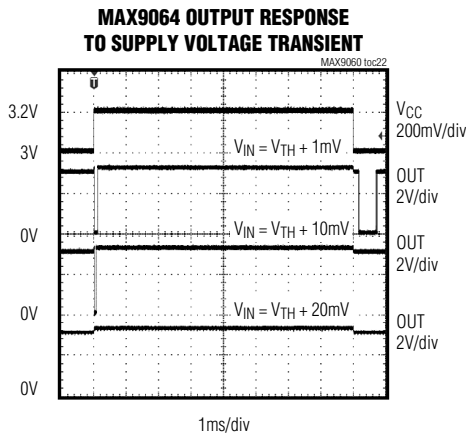 MAX9064 OUTPUT RESPONSE
TO SUPPLY VOLTAGE TRANSIENT
MAX9060 toc22
3.2V
VCC
200mV/div
VIN = VTH + 1mV
3V
OUT
2V/div
0V
VIN = VTH + 10mV
OUT
2V/div
0V
VIN = VTH + 20mV
OUT
2V/div
0V
1ms/div